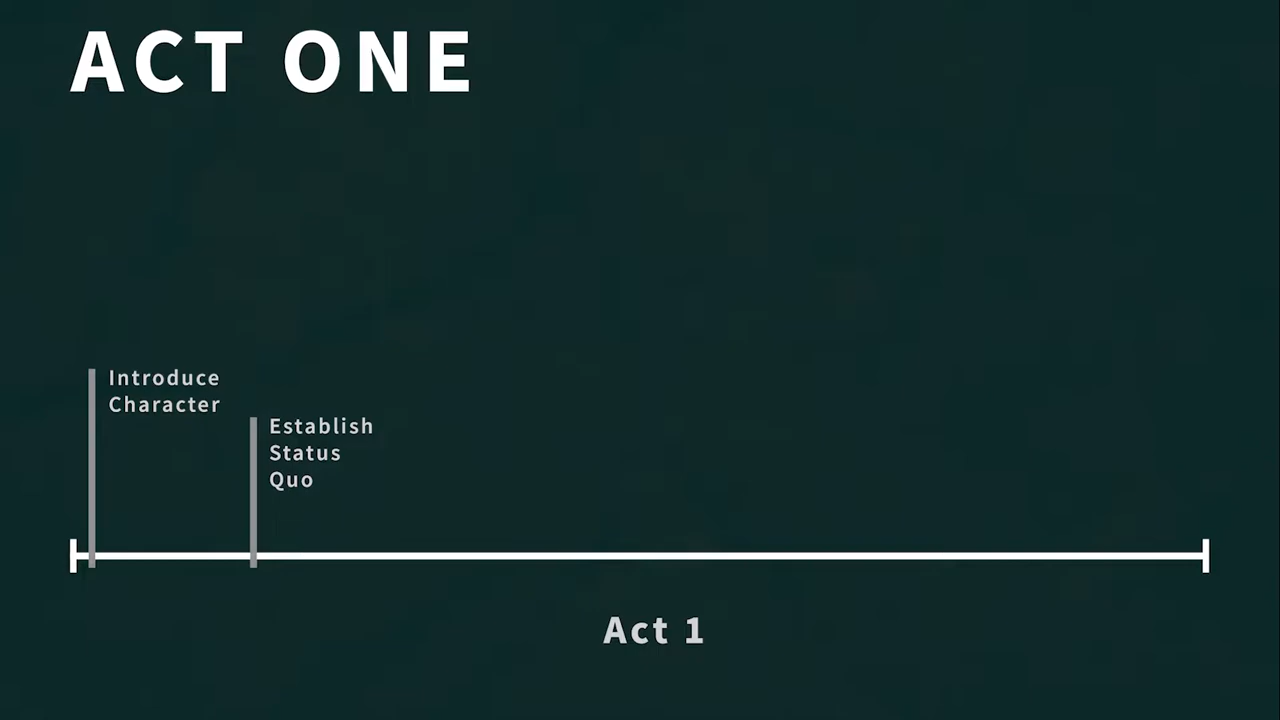 ACT ONE
Introduce
Character
Establish
Status
Quo
Act 1